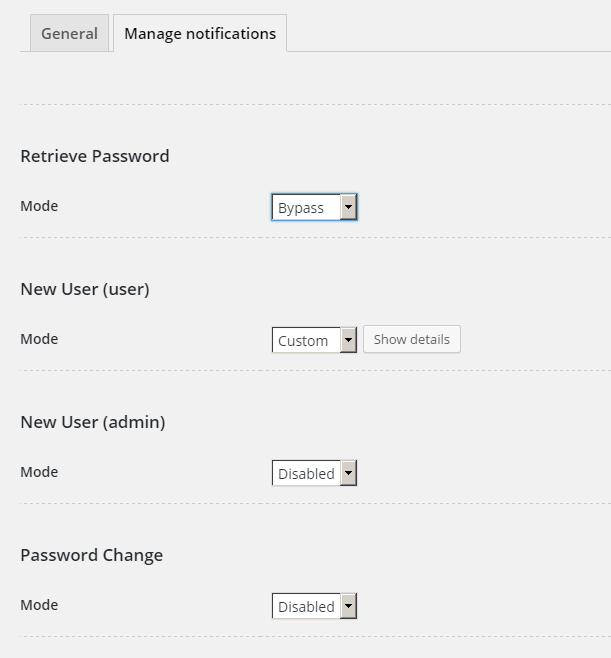 General Manage notifications
Retrieve Password
Mode Bypass
New User (user)
Mode Custom Show details
New User (admin)
Mode Disabled
Password Change
Mode Disabled